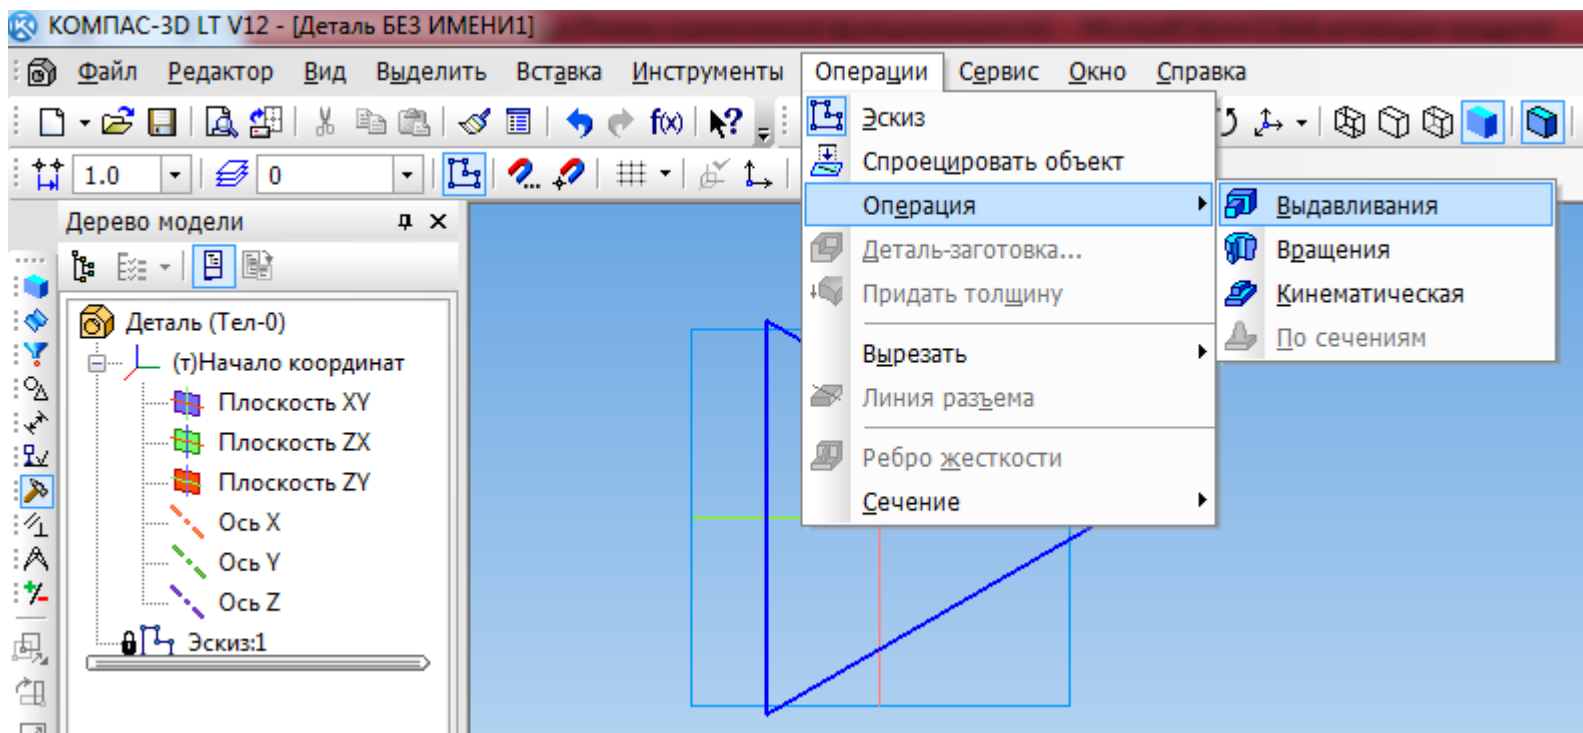 КОМПАС-3D LT V12 - [Деталь БЕЗ ИМЕНИ1]
Файл Редактор Вид Выделить Вставка Инструменты Операции Сервис Окно Справка
f(x) ?
1.0 0
Эскиз
Спроецировать объект
Операция
Деталь-заготовка...
Придать толщину
Вырезать
Линия разъема
Ребро жесткости
Сечение
Выдавливания
Вращения
Кинематическая
По сечениям
Дерево модели
Деталь (Тел-0)
(т)Начало координат
Плоскость XY
Плоскость ZX
Плоскость ZY
Ось X
Ось Y
Ось Z
Эскиз:1